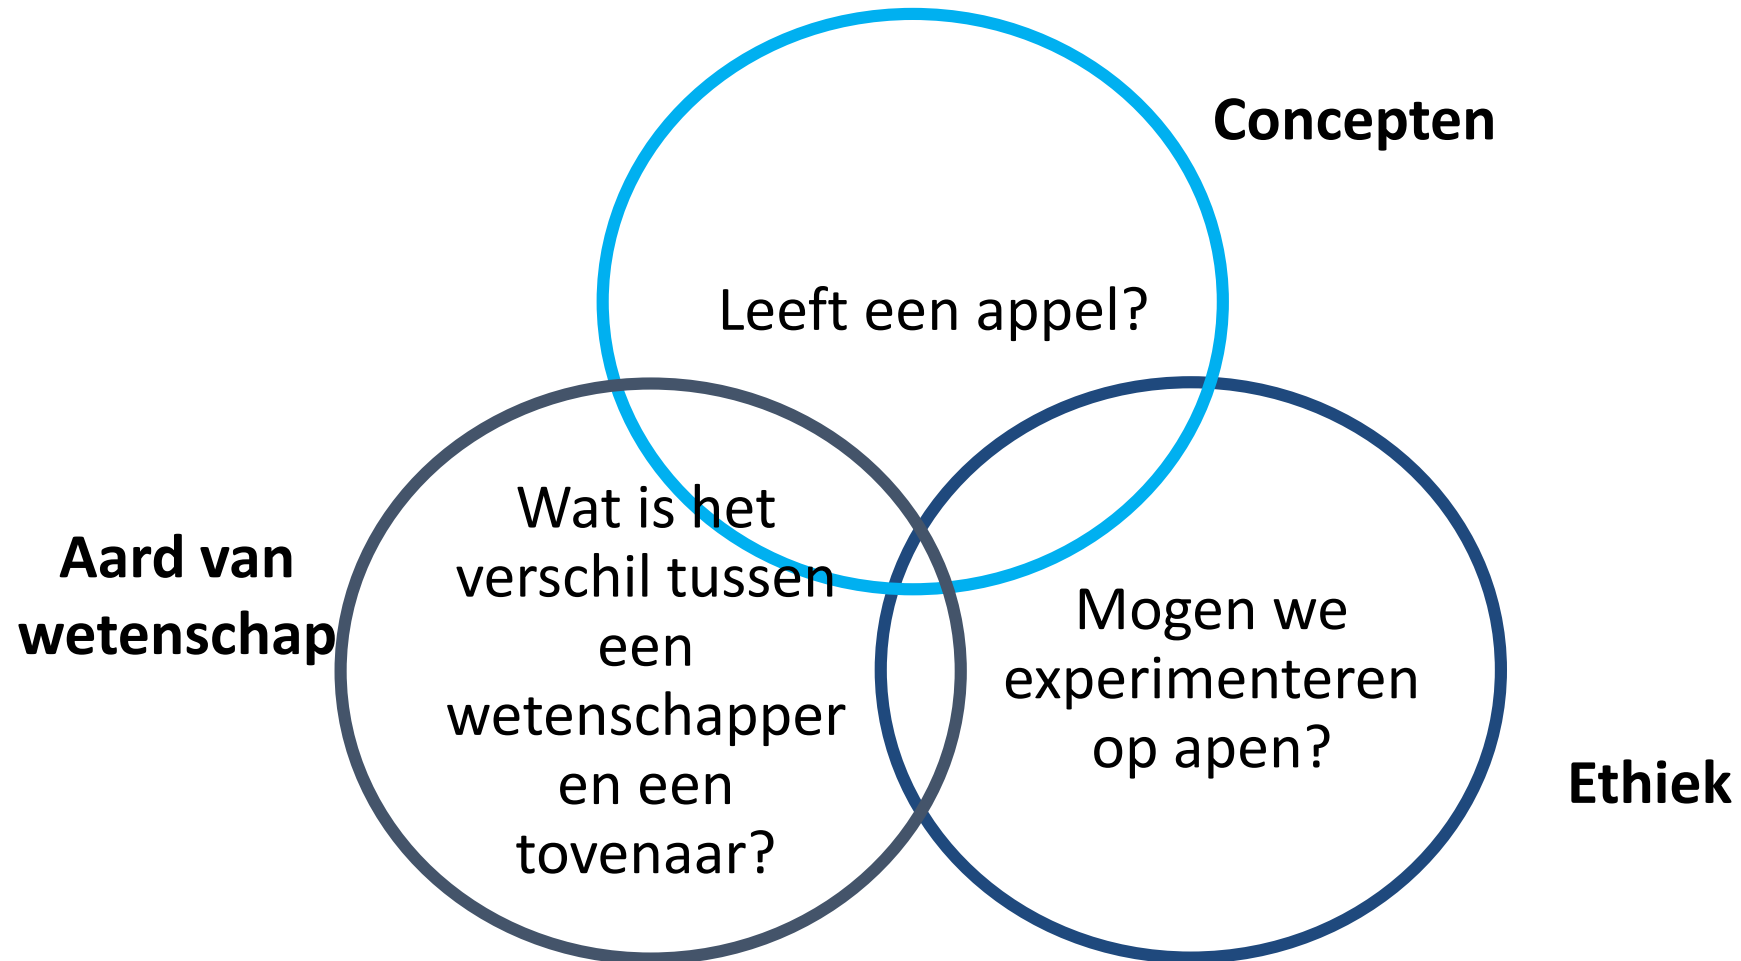 Concepten
Leeft een appel?
Aard van
wetenschap
Wat is het
verschil tussen
een
wetenschapper
en een
tovenaar?
Mogen we
experimenteren
op apen?
Ethiek